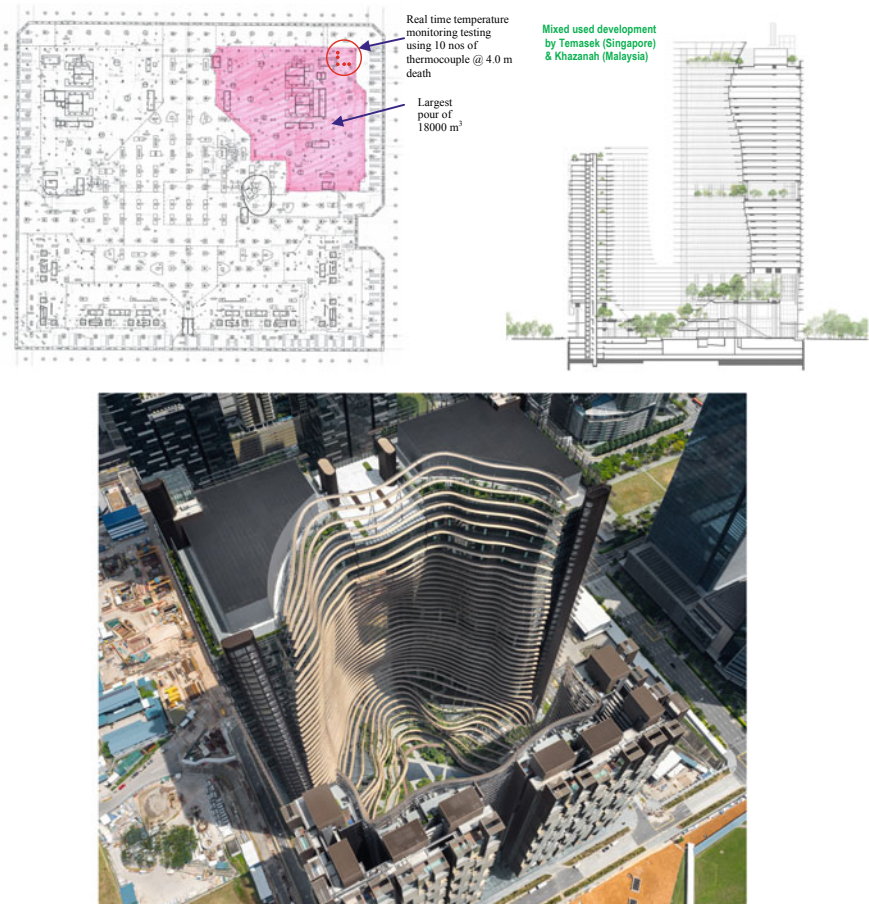 Real time temperature
monitoring testing
using 10 nos of
thermocouple @ 4.0 m
death
Largest
pour of
18000 m³
Mixed used development
by Temasek (Singapore)
& Khazanah (Malaysia)